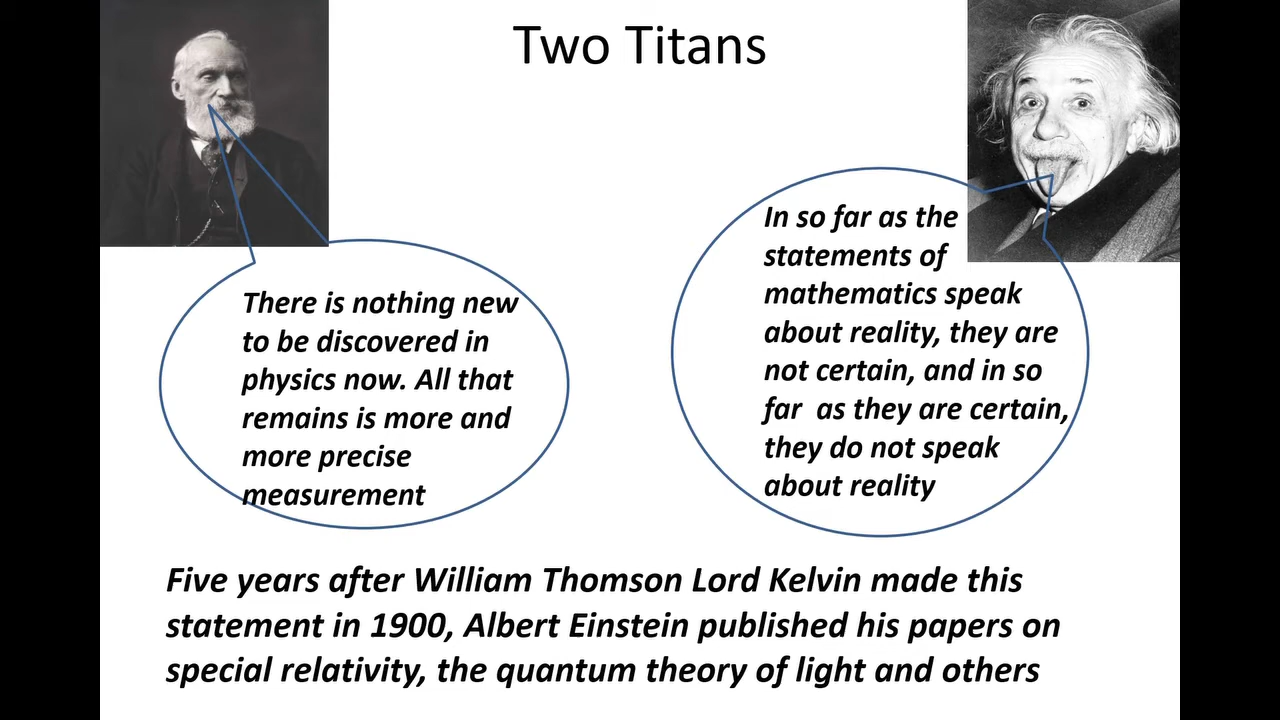 Two Titans
There is nothing new
to be discovered in
physics now. All that
remains is more and
more precise
measurement
In so far as the
statements of
mathematics speak
about reality, they are
not certain, and in so
far  as they are certain,
they do not speak
about reality
Five years after William Thomson Lord Kelvin made this
statement in 1900, Albert Einstein published his papers on
special relativity, the quantum theory of light and others